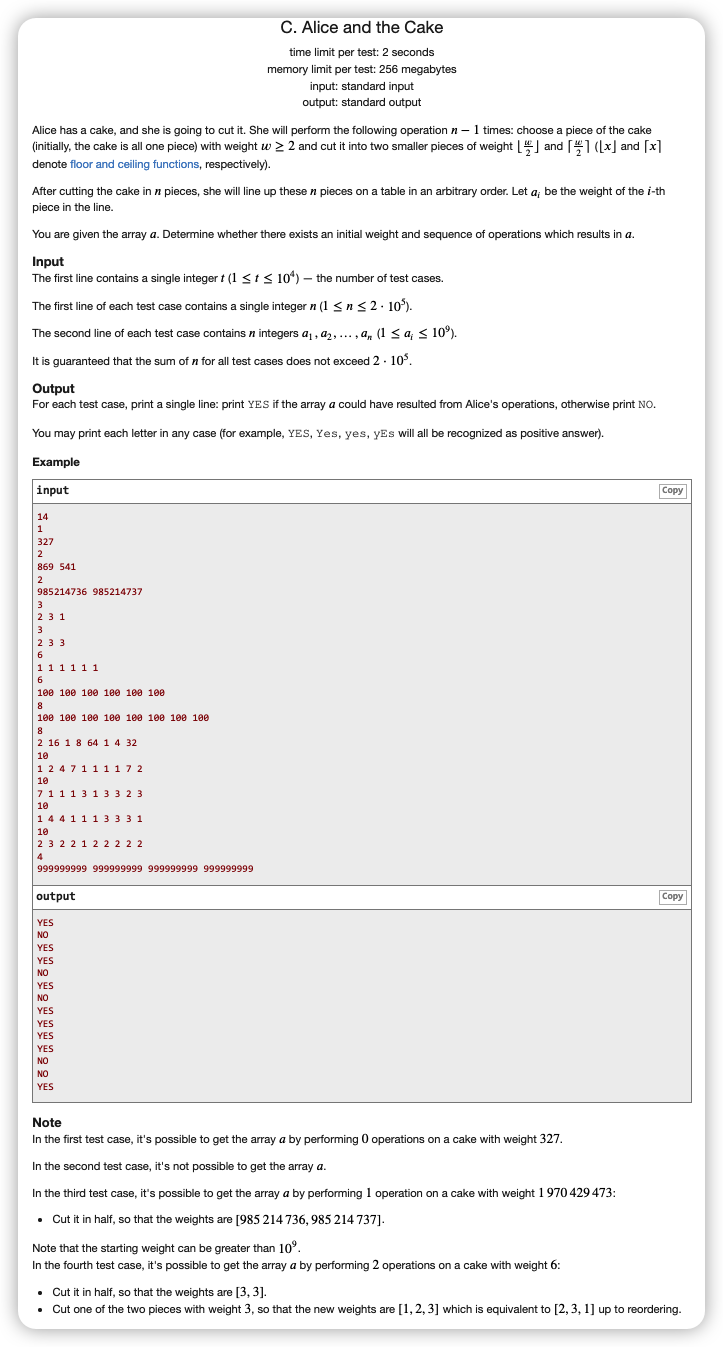 C. Alice and the Cake
time limit per test: 2 seconds
memory limit per test: 256 megabytes
input: standard input
output: standard output
Alice has a cake, and she is going to cut it. She will perform the following operation n − 1 times: choose a piece of the cake
(initially, the cake is all one piece) with weight w ≥ 2 and cut it into two smaller pieces of weight ⌊w/2⌋ and ⌈w/2⌉ (⌊x⌋ and ⌈x⌉
denote floor and ceiling functions, respectively).
After cutting the cake in n pieces, she will line up these n pieces on a table in an arbitrary order. Let a_i be the weight of the i-th
piece in the line.
You are given the array a. Determine whether there exists an initial weight and sequence of operations which results in a.
Input
The first line contains a single integer t (1 ≤ t ≤ 10^4) — the number of test cases.
The first line of each test case contains a single integer n (1 ≤ n ≤ 2 · 10^5).
The second line of each test case contains n integers a_1, a_2, …, a_n (1 ≤ a_i ≤ 10^9).
It is guaranteed that the sum of n for all test cases does not exceed 2 · 10^5.
Output
For each test case, print a single line: print YES if the array a could have resulted from Alice's operations, otherwise print NO.
You may print each letter in any case (for example, YES, Yes, yes, yEs will all be recognized as positive answer).
Example
input
Copy
14
1
327
2
869 541
2
985214736 985214737
3
2 3 1
3
2 3 3
6
1 1 1 1 1 1
6
100 100 100 100 100 100
8
100 100 100 100 100 100 100 100
8
2 16 1 8 64 1 4 32
10
1 2 4 7 1 1 1 1 7 2
10
7 1 1 1 3 1 3 3 2 3
10
1 4 4 1 1 1 3 3 3 1
10
2 3 2 2 1 2 2 2 2 2
4
999999999 999999999 999999999 999999999
output
Copy
YES
NO
YES
YES
NO
YES
NO
YES
YES
YES
YES
NO
NO
YES
Note
In the first test case, it's possible to get the array a by performing 0 operations on a cake with weight 327.
In the second test case, it's not possible to get the array a.
In the third test case, it's possible to get the array a by performing 1 operation on a cake with weight 1 970 429 473:
• Cut it in half, so that the weights are [985 214 736, 985 214 737].
Note that the starting weight can be greater than 10^9.
In the fourth test case, it's possible to get the array a by performing 2 operations on a cake with weight 6:
• Cut it in half, so that the weights are [3, 3].
• Cut one of the two pieces with weight 3, so that the new weights are [1, 2, 3] which is equivalent to [2, 3, 1] up to reordering.